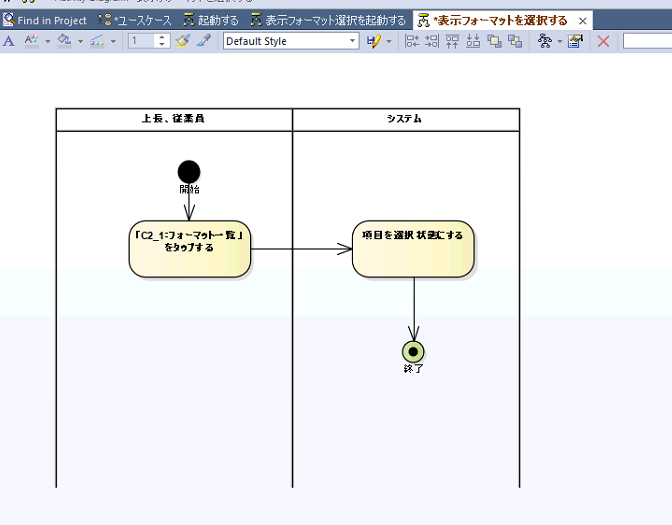 Find in Project
*ユースケース
起動する
表示フォーマット選択を起動する
*表示フォーマットを選択する
1
Default Style
上長、従業員
システム
開始
「C2_1:フォーマット一覧」
をタップする
項目を選択状態にする
終了